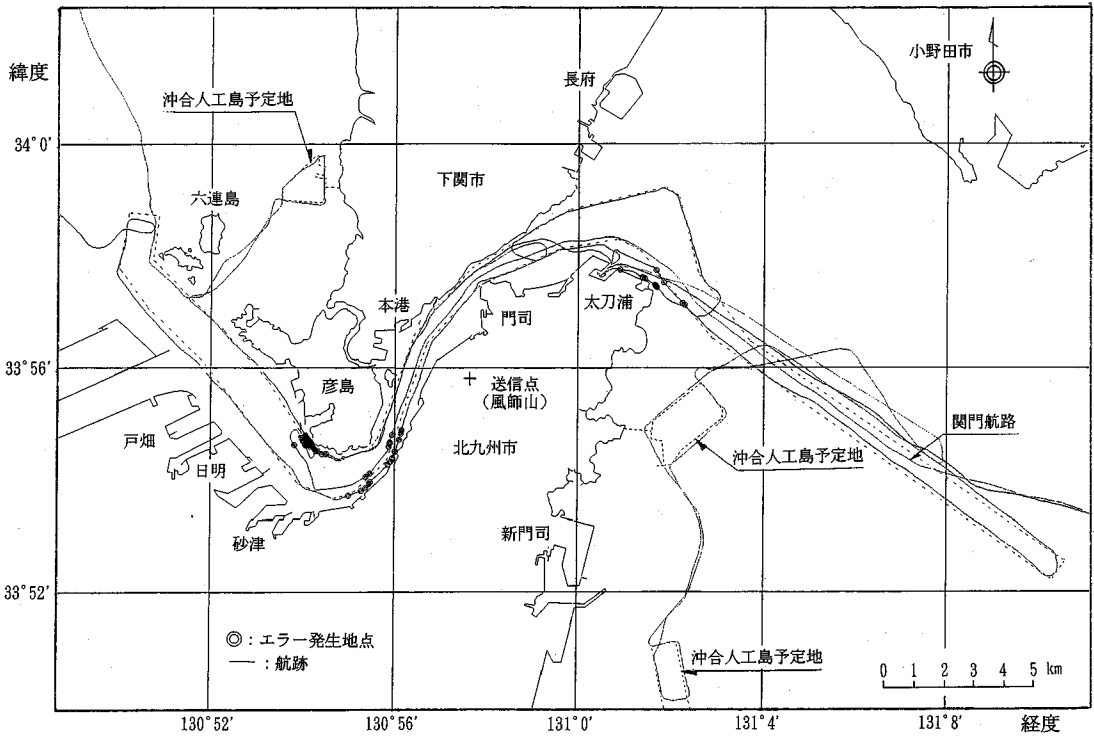 緯度
小野田市
長府
沖合人工島予定地
34°0'
下関市
六連島
本港
門司
太刀浦
33°56'
彦島
送信点
(風師山)
関門航路
戸畑
北九州市
沖合人工島予定地
日明
砂津
新門司
33°52'
◎:エラー発生地点
—:航跡
沖合人工島予定地
0 1 2 3 4 5 km
130°52' 130°56' 131°0' 131°4' 131°8' 経度